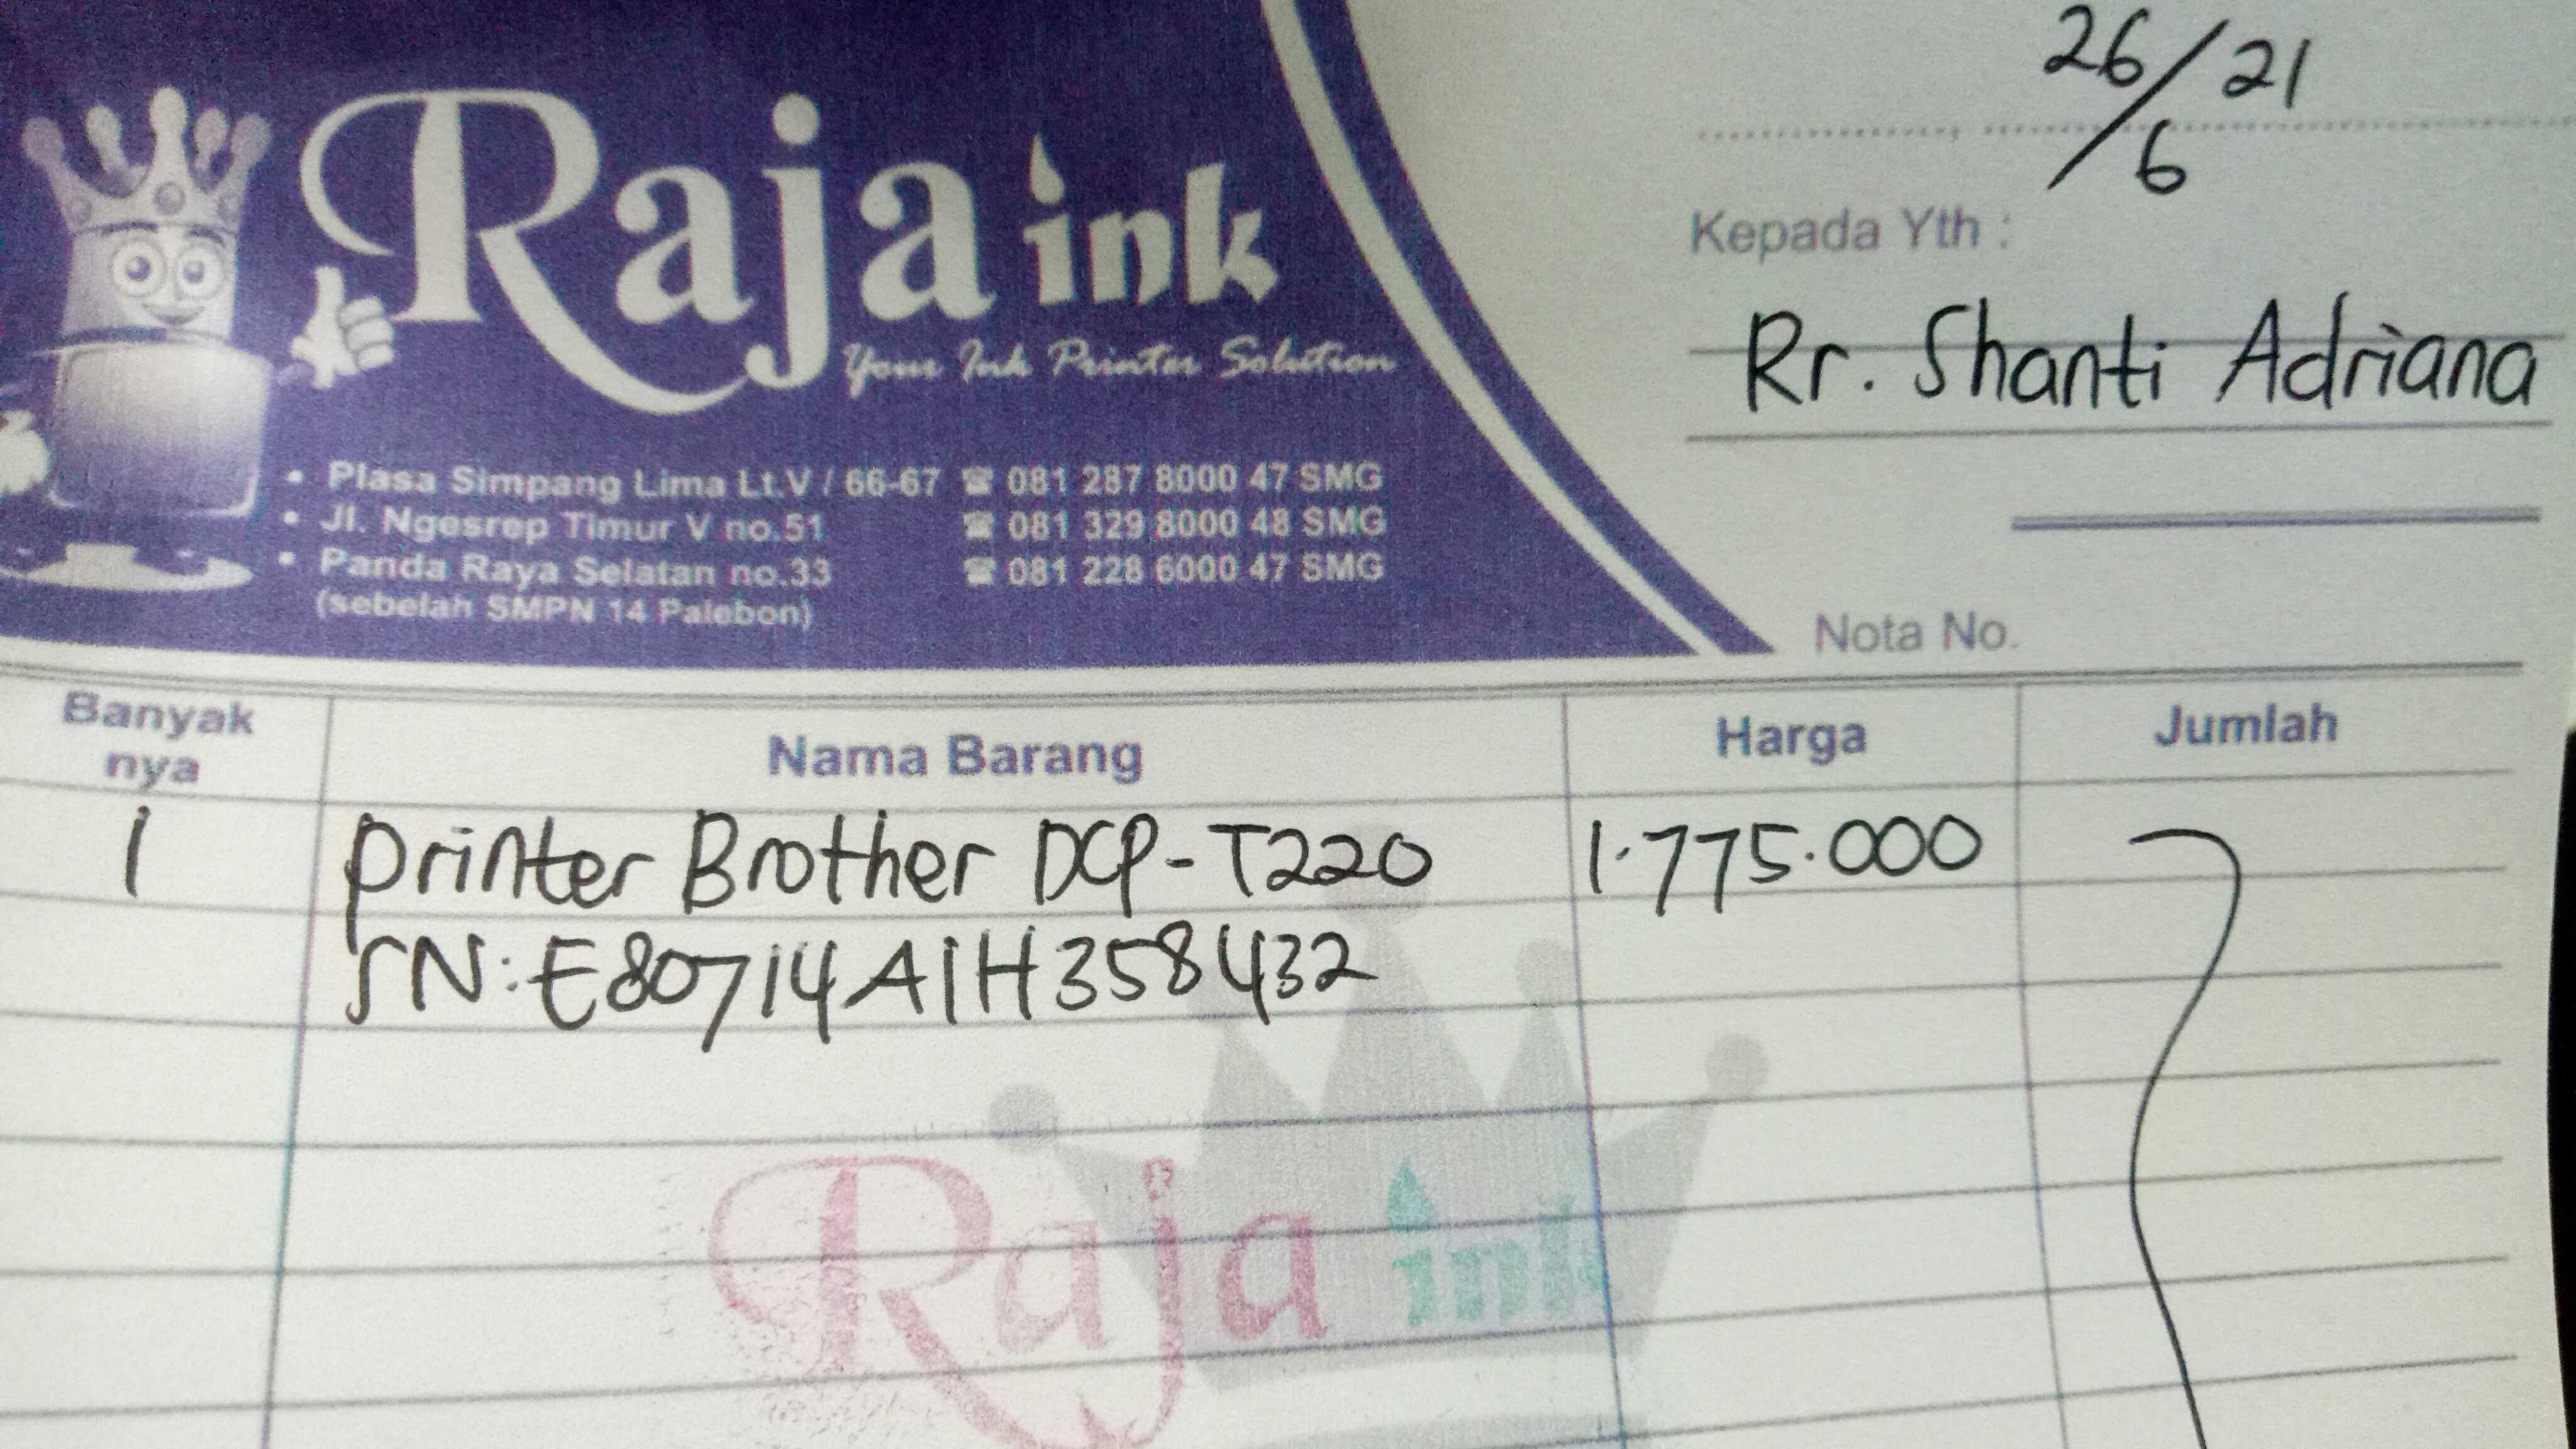 26/6 21
Raja ink
Your Ink Printer Solution
Kepada Yth :
Rr. Shanti Adriana
• Plasa Simpang Lima Lt.V / 66-67 ☎ 081 287 8000 47 SMG
• Jl. Ngesrep Timur V no.51 ☎ 081 329 8000 48 SMG
• Panda Raya Selatan no.33 ☎ 081 228 6000 47 SMG
(sebelah SMPN 14 Palebon)
Nota No.
Banyak nya Nama Barang Harga Jumlah
1 Printer Brother DCP-T220 1.775.000
SN: E80714A1H358432
Raja ink